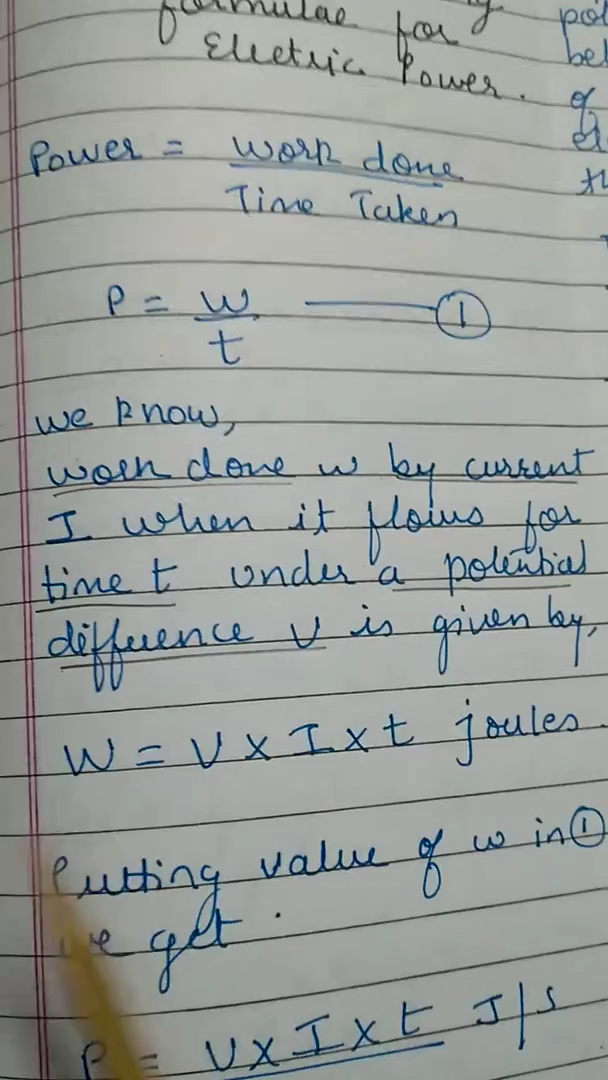 formulae for
Electric Power.
Power = work done
Time Taken
P = W ——— ①
t
we know,
work done w by current
I when it flows for
time t under a potential
difference V is given by,
W = V x I x t joules.
Putting value of w in ①
we get.
P = V x I x t J/s